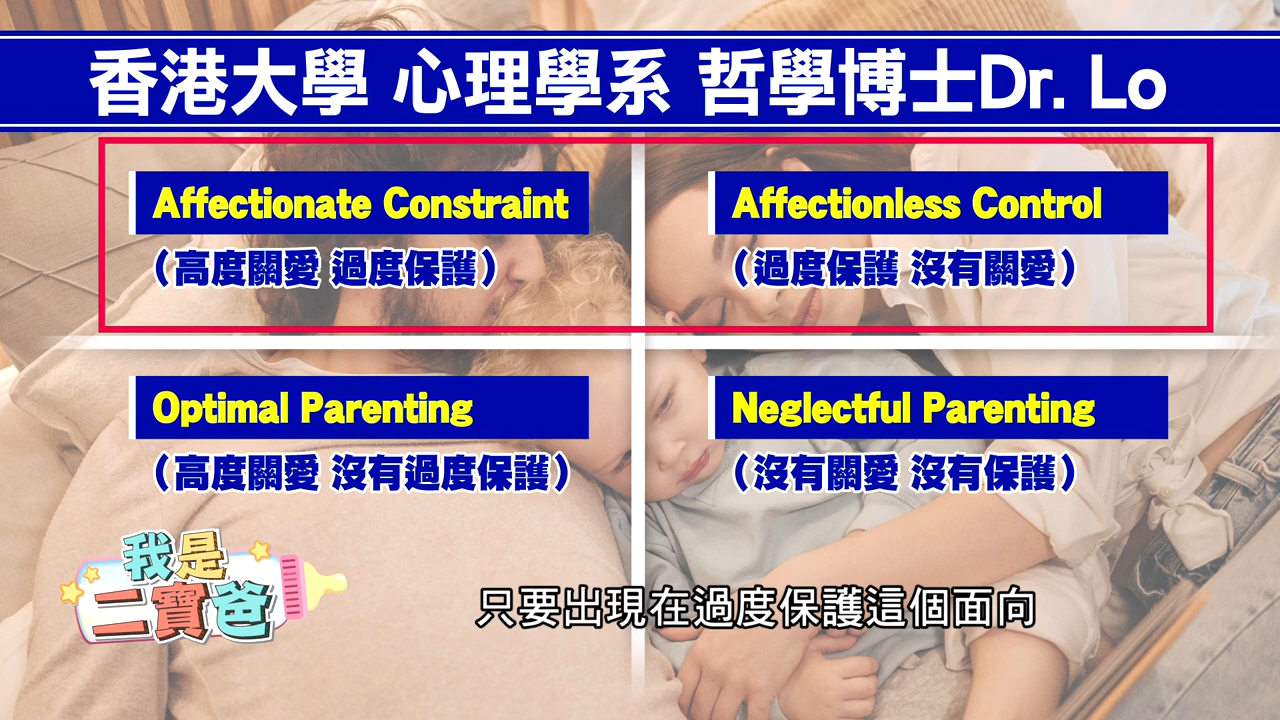 香港大學 心理學系 哲學博士Dr. Lo
Affectionate Constraint
(高度關愛 過度保護)
Affectionless Control
(過度保護 沒有關愛)
Optimal Parenting
(高度關愛 沒有過度保護)
Neglectful Parenting
(沒有關愛 沒有保護)
我是
二寶爸
只要出現在過度保護這個面向